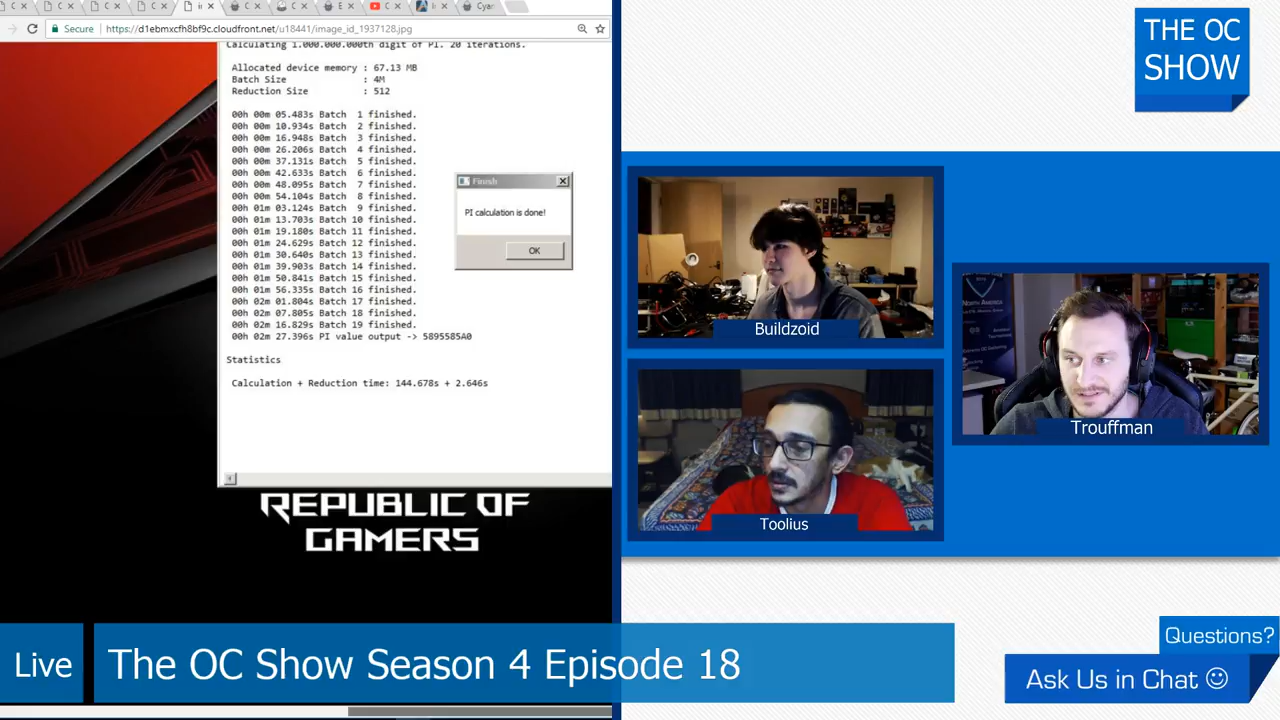 Secure
https://d1ebmxcfh8bf9c.cloudfront.net/u18441/image_id_1937128.jpg
Calculating 1.000.000.000th digit of PI. 20 iterations.
Allocated device memory : 67.13 MB
Batch Size : 4M
Reduction Size : 512
00h 00m 05.483s Batch 1 finished.
00h 00m 10.934s Batch 2 finished.
00h 00m 16.948s Batch 3 finished.
00h 00m 26.206s Batch 4 finished.
00h 00m 37.131s Batch 5 finished.
00h 00m 42.633s Batch 6 finished.
00h 00m 48.095s Batch 7 finished.
00h 00m 54.104s Batch 8 finished.
00h 01m 03.124s Batch 9 finished.
00h 01m 13.703s Batch 10 finished.
00h 01m 19.180s Batch 11 finished.
00h 01m 24.629s Batch 12 finished.
00h 01m 30.640s Batch 13 finished.
00h 01m 39.903s Batch 14 finished.
00h 01m 50.841s Batch 15 finished.
00h 01m 56.335s Batch 16 finished.
00h 02m 01.804s Batch 17 finished.
00h 02m 07.805s Batch 18 finished.
00h 02m 16.829s Batch 19 finished.
00h 02m 27.396s PI value output -> 5895585A0
Statistics
Calculation + Reduction time: 144.678s + 2.646s
Finish
PI calculation is done!
OK
REPUBLIC OF
GAMERS
THE OC
SHOW
Buildzoid
NORTH AMERICA
Trouffman
Toolius
Live
The OC Show Season 4 Episode 18
Questions?
Ask Us in Chat